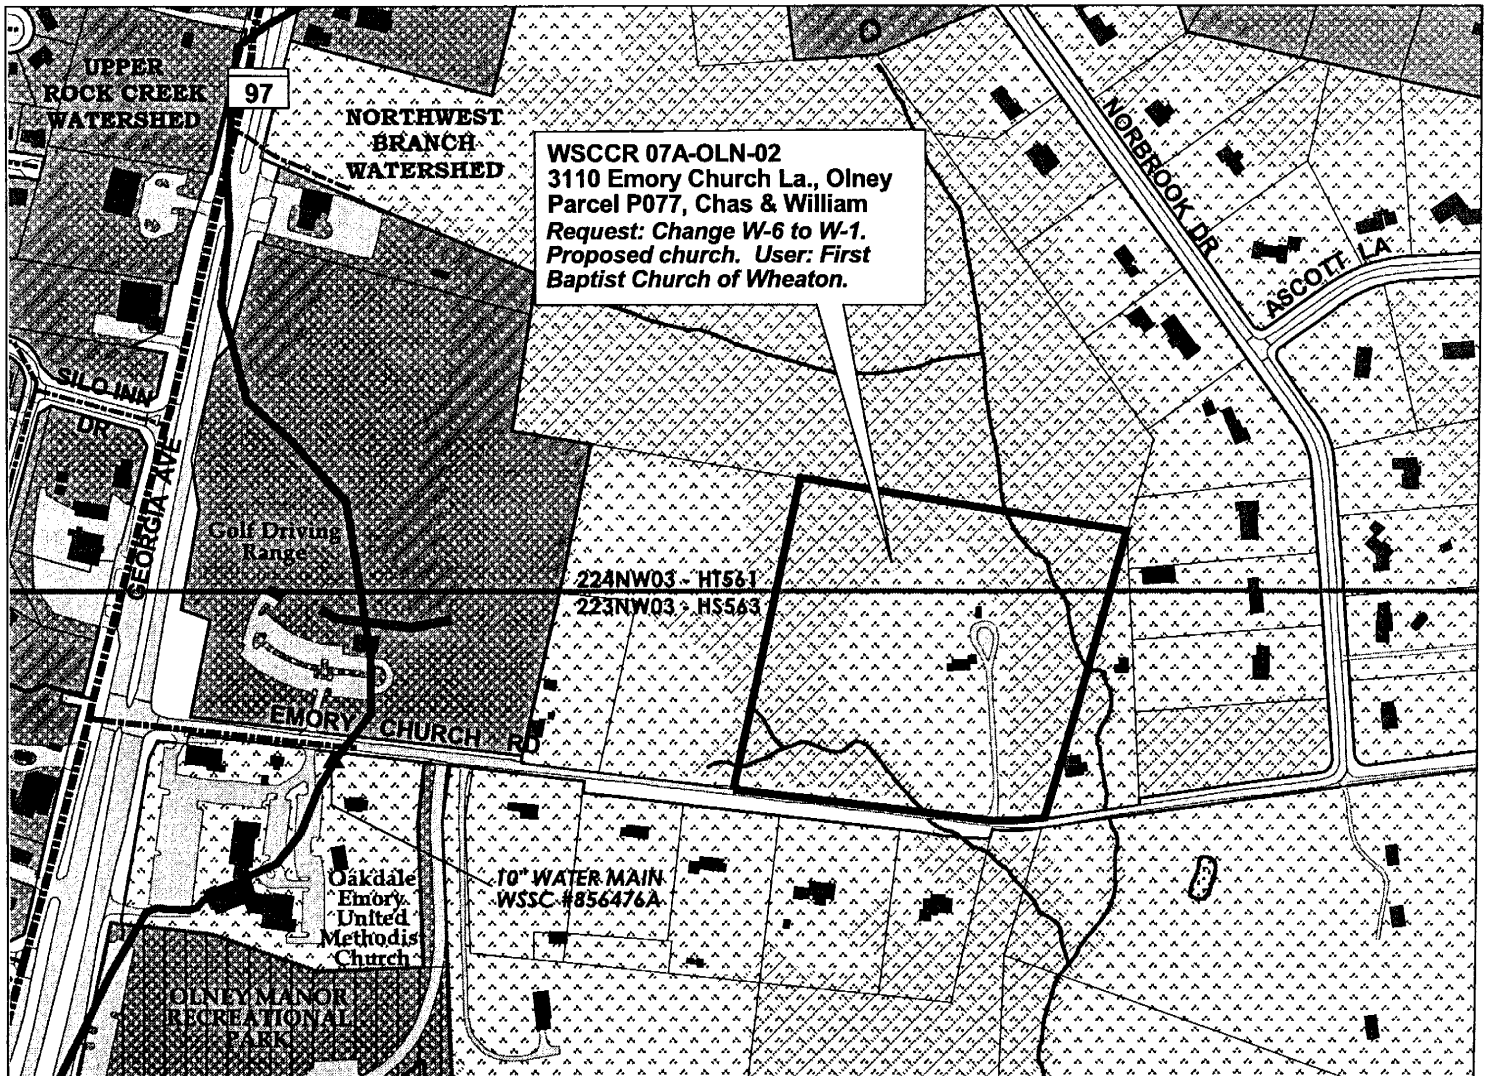 UPPER
ROCK CREEK
WATERSHED
97
NORTHWEST
BRANCH
WATERSHED
WSCCR 07A-OLN-02
3110 Emory Church La., Olney
Parcel P077, Chas & William
Request: Change W-6 to W-1.
Proposed church. User: First
Baptist Church of Wheaton.
NORBROOK DR
ASCOTT LA
SILO INN
DR
GEORGIA AVE
Golf Driving
Range
224NW03 - HT561
223NW03 - HS563
EMORY CHURCH RD
10" WATER MAIN
WSSC #856476A
Oakdale
Emory
United
Methodis
Church
OLNEY MANOR
RECREATIONAL
PARK